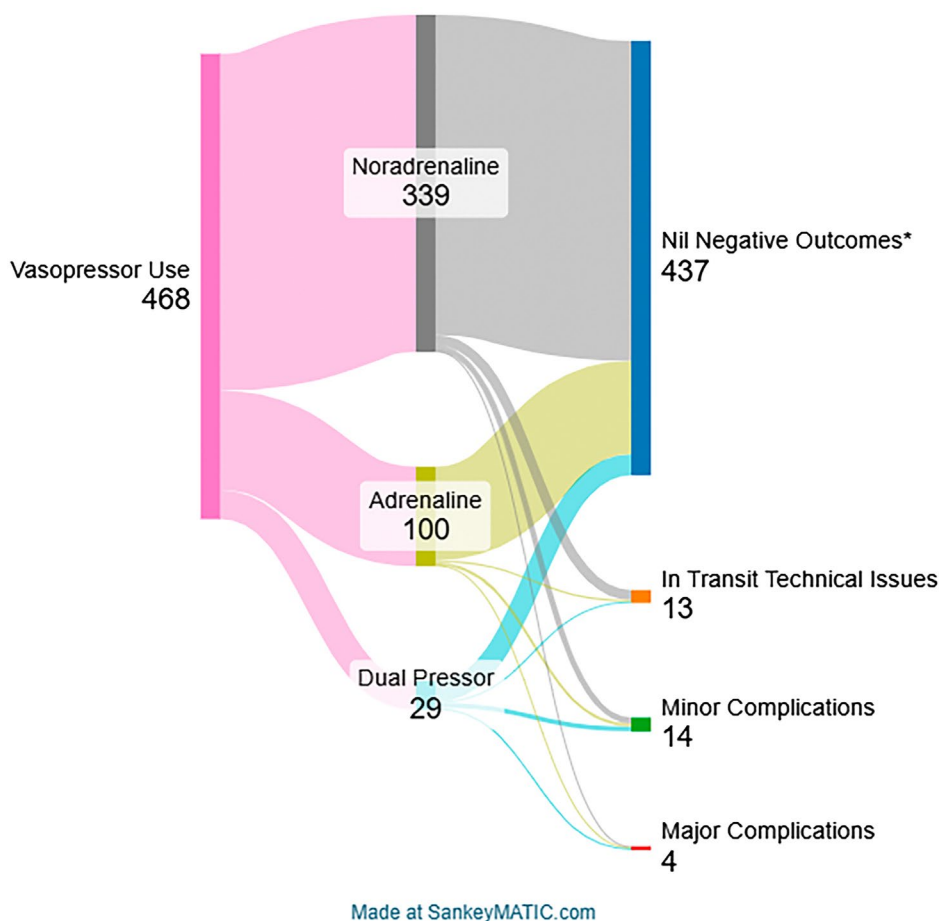 Vasopressor Use
468
Noradrenaline
339
Adrenaline
100
Dual Pressor
29
Nil Negative Outcomes*
437
In Transit Technical Issues
13
Minor Complications
14
Major Complications
4
Made at SankeyMATIC.com